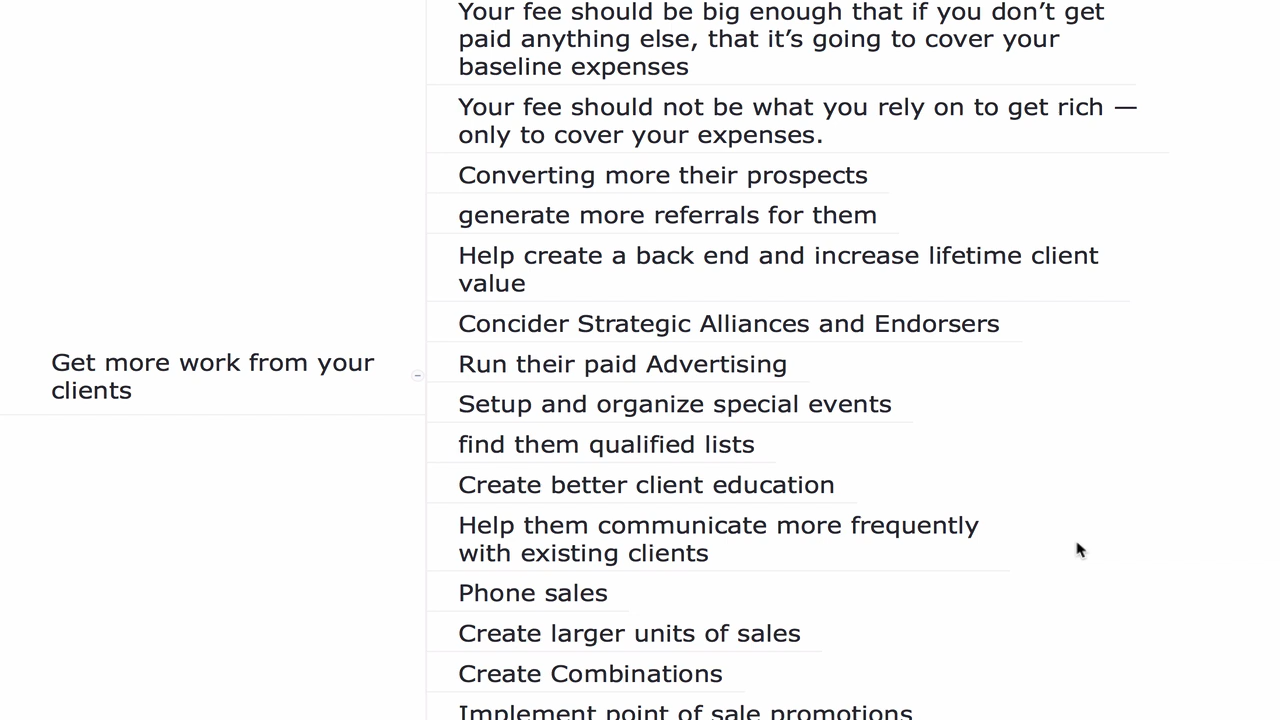 Your fee should be big enough that if you don’t get
paid anything else, that it’s going to cover your
baseline expenses
Your fee should not be what you rely on to get rich —
only to cover your expenses.
Converting more their prospects
generate more referrals for them
Help create a back end and increase lifetime client
value
Concider Strategic Alliances and Endorsers
Get more work from your
clients
Run their paid Advertising
Setup and organize special events
find them qualified lists
Create better client education
Help them communicate more frequently
with existing clients
Phone sales
Create larger units of sales
Create Combinations
Implement point of sale promotions